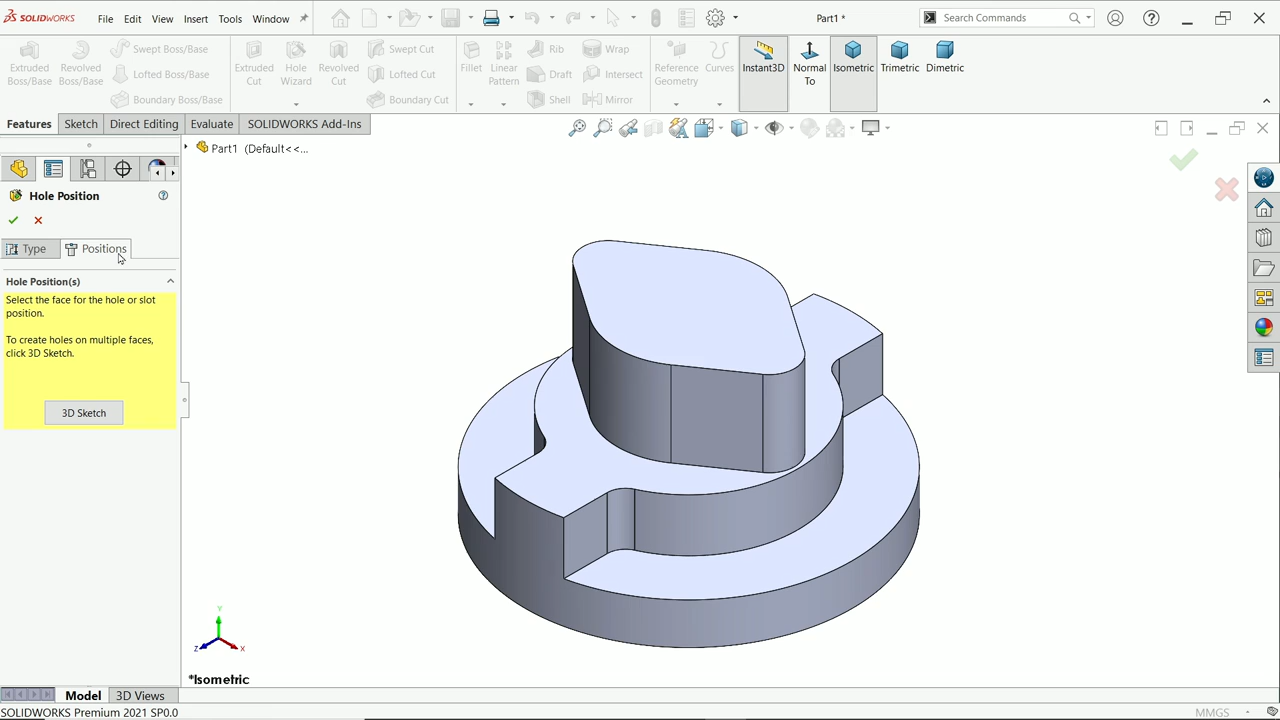 SOLIDWORKS File Edit View Insert Tools Window Part1 * Search Commands
Extruded Boss/Base
Revolved Boss/Base
Swept Boss/Base
Lofted Boss/Base
Boundary Boss/Base
Extruded Cut
Hole Wizard
Revolved Cut
Swept Cut
Lofted Cut
Boundary Cut
Fillet
Linear Pattern
Rib
Draft
Shell
Wrap
Intersect
Mirror
Reference Geometry
Curves
Instant3D
Normal To
Isometric
Trimetric
Dimetric
Features Sketch Direct Editing Evaluate SOLIDWORKS Add-Ins
Part1 (Default<<...
Hole Position
Type Positions
Hole Position(s)
Select the face for the hole or slot
position.
To create holes on multiple faces,
click 3D Sketch.
3D Sketch
Y
Z X
*Isometric
Model 3D Views
SOLIDWORKS Premium 2021 SP0.0 MMGS